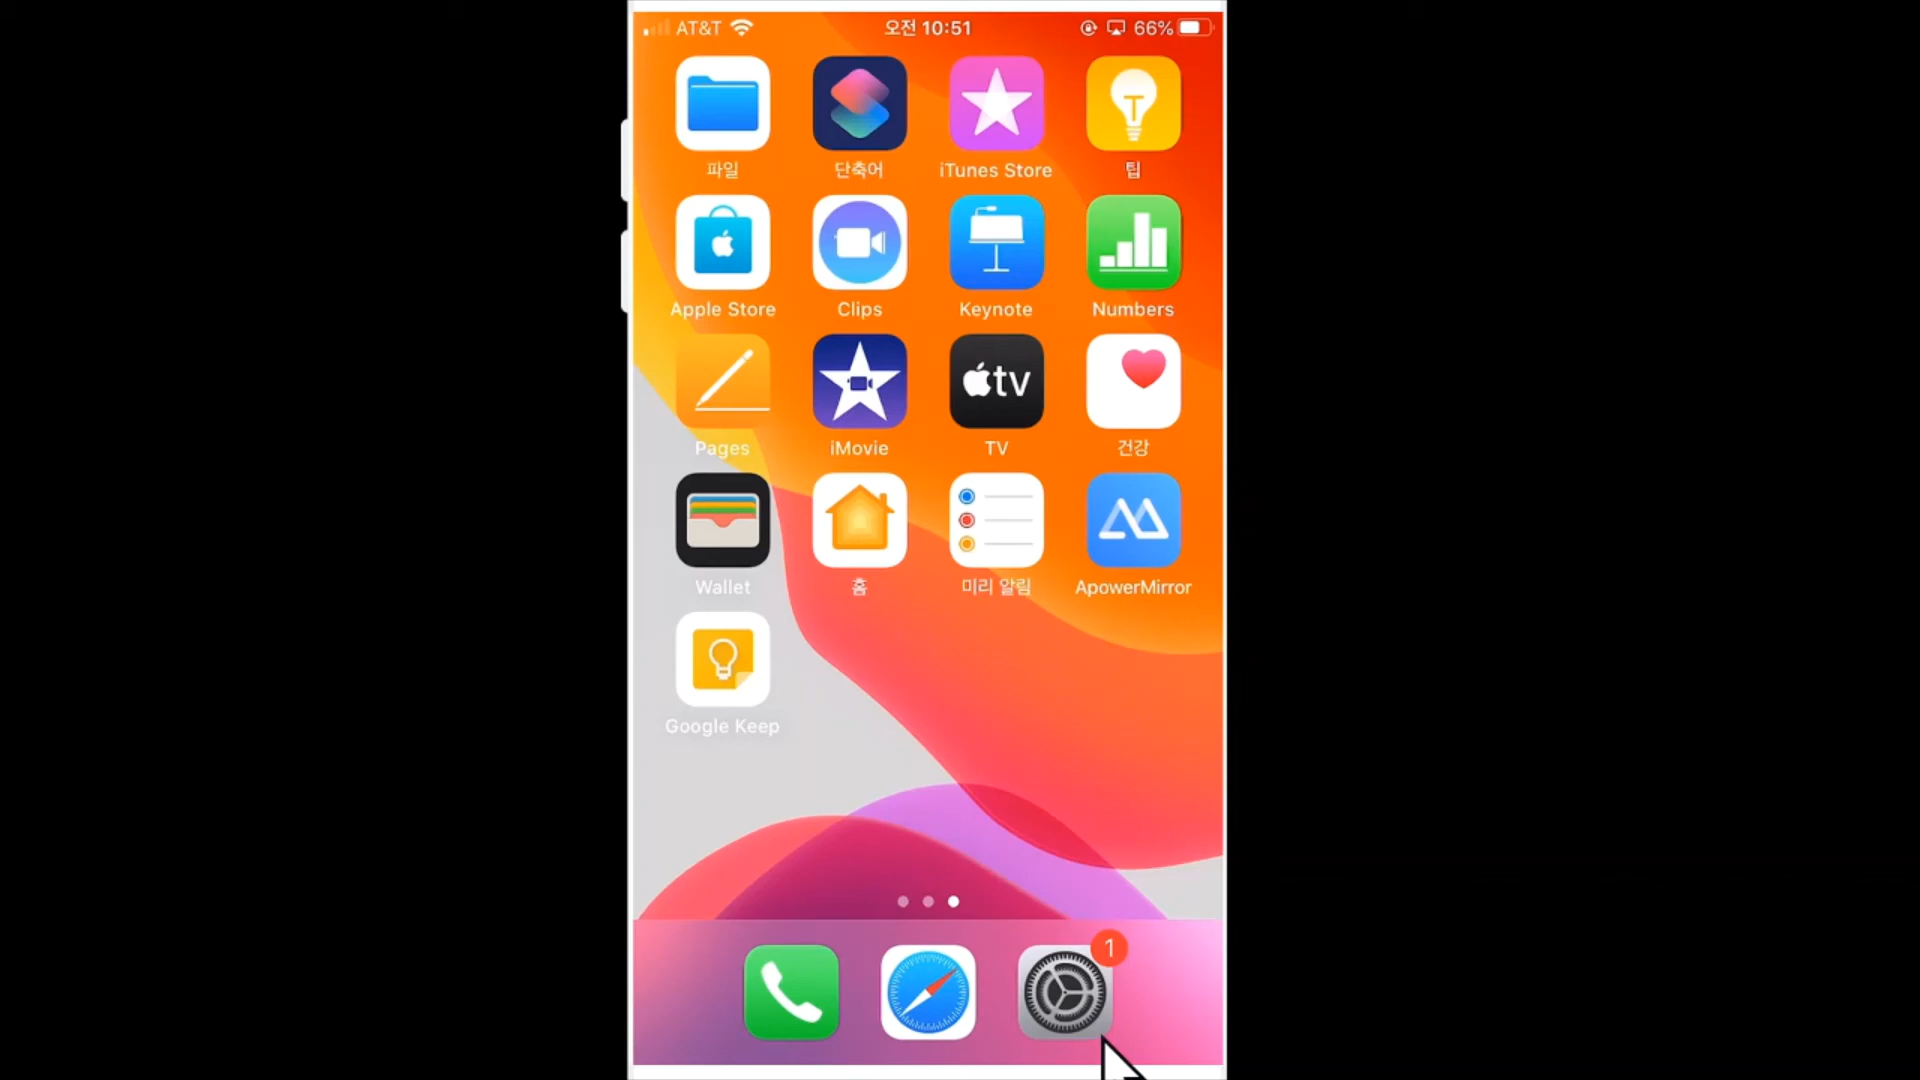 AT&T 오전 10:51 66%
파일 단축어 iTunes Store 팁
Apple Store Clips Keynote Numbers
tv
Pages iMovie TV 건강
Wallet 홈 미리 알림 ApowerMirror
Google Keep
1